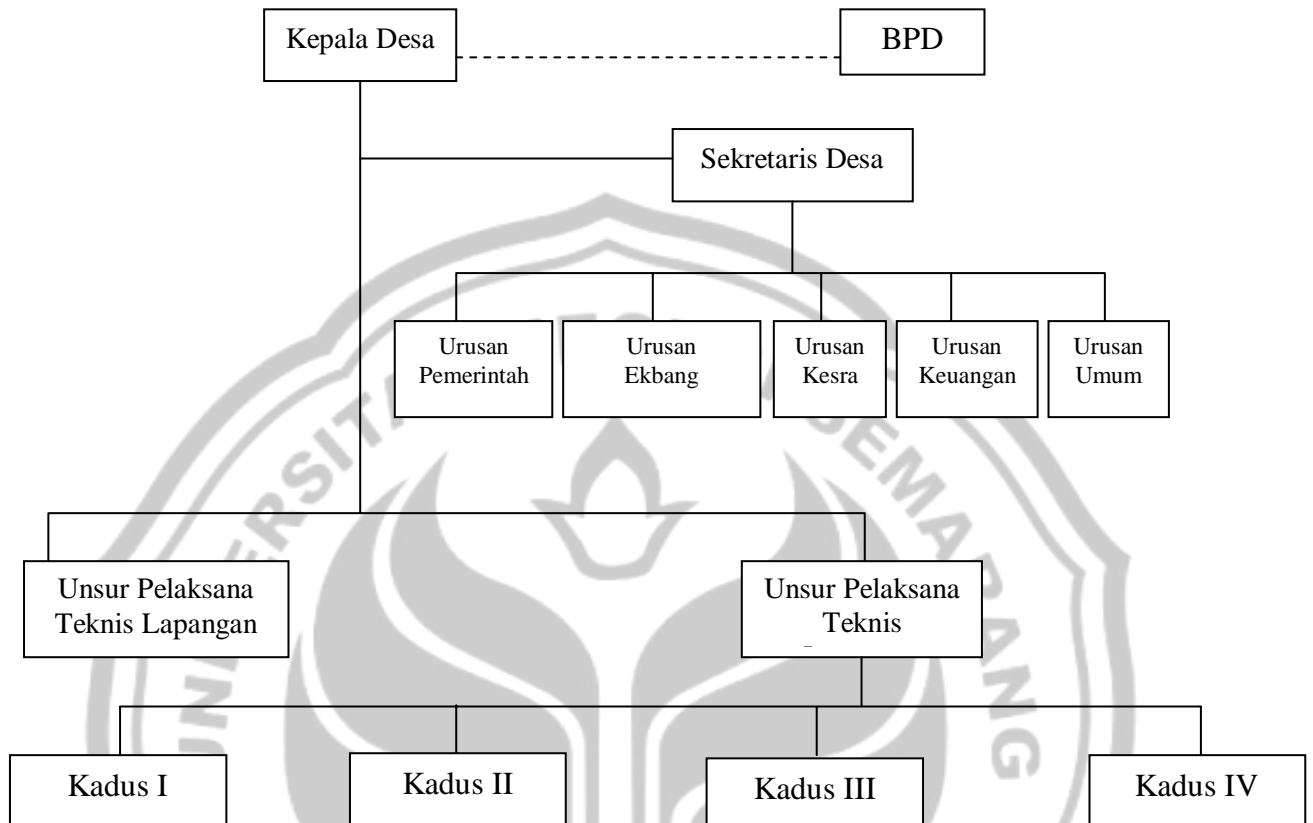 Kepala Desa
BPD
Sekretaris Desa
Urusan
Pemerintah
Urusan
Ekbang
Urusan
Kesra
Urusan
Keuangan
Urusan
Umum
Unsur Pelaksana
Teknis Lapangan
Unsur Pelaksana
Teknis
Kadus I
Kadus II
Kadus III
Kadus IV